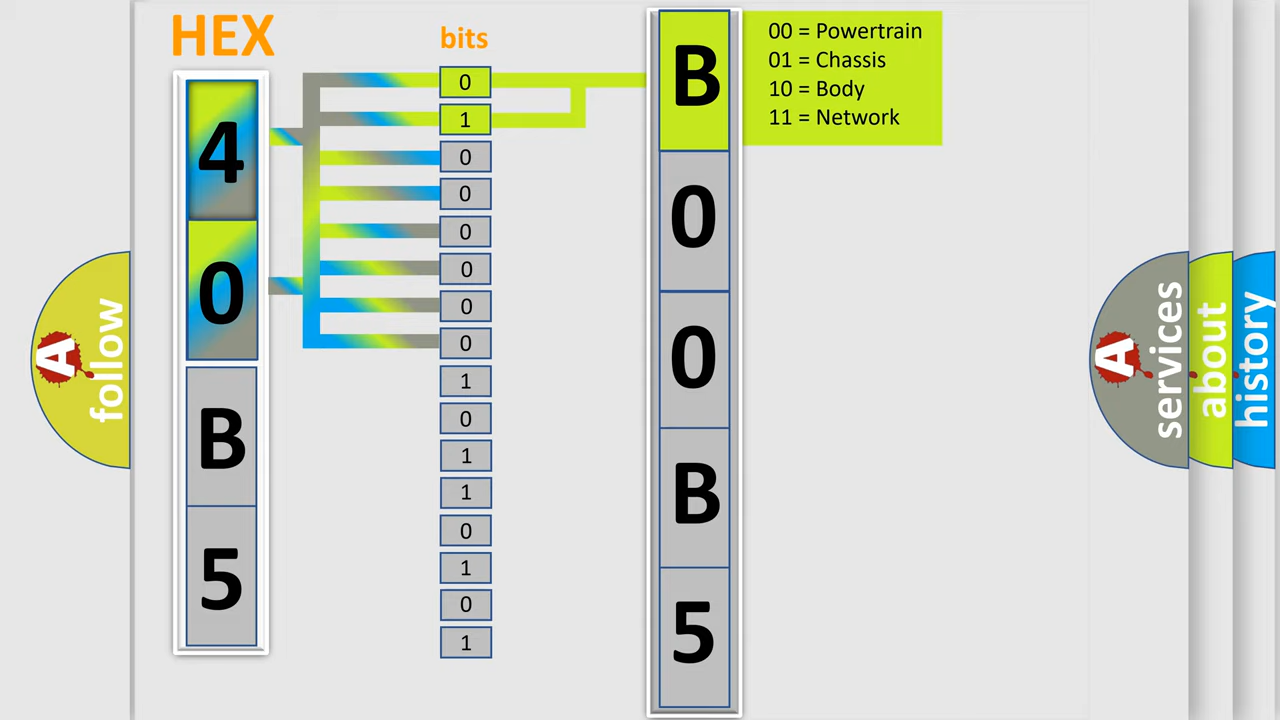 HEX
bits
4
0
B
5
0
1
0
0
0
0
0
0
1
0
1
1
0
1
0
1
B
0
0
B
5
00 = Powertrain
01 = Chassis
10 = Body
11 = Network
A
follow
A
services
about
history